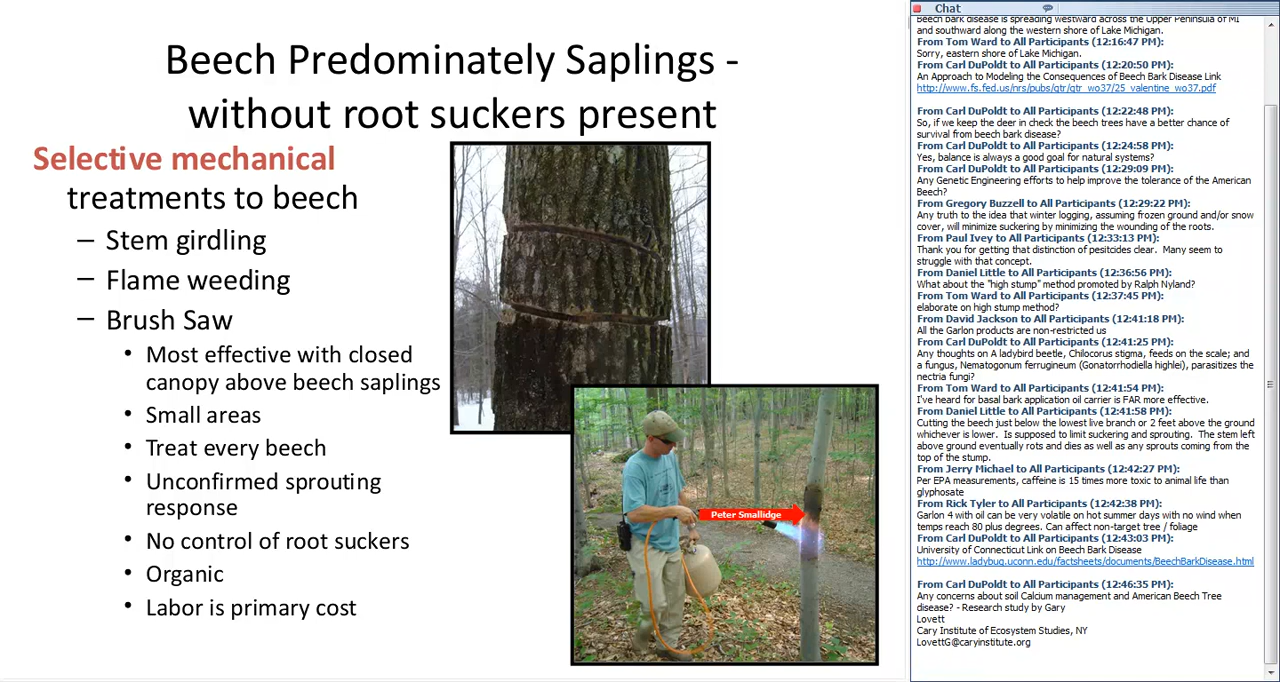 Beech Predominately Saplings -
without root suckers present
Selective mechanical
treatments to beech
– Stem girdling
– Flame weeding
– Brush Saw
• Most effective with closed
canopy above beech saplings
• Small areas
• Treat every beech
• Unconfirmed sprouting
response
• No control of root suckers
• Organic
• Labor is primary cost
Peter Smallidge
Chat
Beech bark disease is spreading westward across the Upper Peninsula of MI
and southward along the western shore of Lake Michigan.
From Tom Ward to All Participants (12:16:47 PM):
Sorry, eastern shore of Lake Michigan.
From Carl DuPoldt to All Participants (12:20:50 PM):
An Approach to Modeling the Consequences of Beech Bark Disease Link
http://www.fs.fed.us/nrs/pubs/gtr/gtr_wo37/25_valentine_wo37.pdf
From Carl DuPoldt to All Participants (12:22:48 PM):
So, if we keep the deer in check the beech trees have a better chance of
survival from beech bark disease?
From Carl DuPoldt to All Participants (12:24:58 PM):
Yes, balance is always a good goal for natural systems?
From Carl DuPoldt to All Participants (12:29:09 PM):
Any Genetic Engineering efforts to help improve the tolerance of the American
Beech?
From Gregory Buzzell to All Participants (12:29:22 PM):
Any truth to the idea that winter logging, assuming frozen ground and/or snow
cover, will minimize suckering by minimizing the wounding of the roots.
From Paul Ivey to All Participants (12:33:13 PM):
Thank you for getting that distinction of pesitcides clear.  Many seem to
struggle with that concept.
From Daniel Little to All Participants (12:36:56 PM):
What about the "high stump" method promoted by Ralph Nyland?
From Tom Ward to All Participants (12:37:45 PM):
elaborate on high stump method?
From David Jackson to All Participants (12:41:18 PM):
All the Garlon products are non-restricted us
From Carl DuPoldt to All Participants (12:41:25 PM):
Any thoughts on A ladybird beetle, Chilocorus stigma, feeds on the scale; and
a fungus, Nematogonum ferrugineum (Gonatorrhodiella highlei), parasitizes the
nectria fungi?
From Tom Ward to All Participants (12:41:54 PM):
I've heard for basal bark application oil carrier is FAR more effective.
From Daniel Little to All Participants (12:41:58 PM):
Cutting the beech just below the lowest live branch or 2 feet above the ground
whichever is lower.  Is supposed to limit suckering and sprouting.  The stem left
above ground eventually rots and dies as well as any sprouts coming from the
top of the stump.
From Jerry Michael to All Participants (12:42:27 PM):
Per EPA measurements, caffeine is 15 times more toxic to animal life than
glyphosate
From Rick Tyler to All Participants (12:42:38 PM):
Garlon 4 with oil can be very volatile on hot summer days with no wind when
temps reach 80 plus degrees. Can affect non-target tree / foliage
From Carl DuPoldt to All Participants (12:43:03 PM):
University of Connecticut Link on Beech Bark Disease
http://www.ladybug.uconn.edu/factsheets/documents/BeechBarkDisease.html
From Carl DuPoldt to All Participants (12:46:35 PM):
Any concerns about soil Calcium management and American Beech Tree
disease? - Research study by Gary
Lovett
Cary Institute of Ecosystem Studies, NY
LovettG@caryinstitute.org